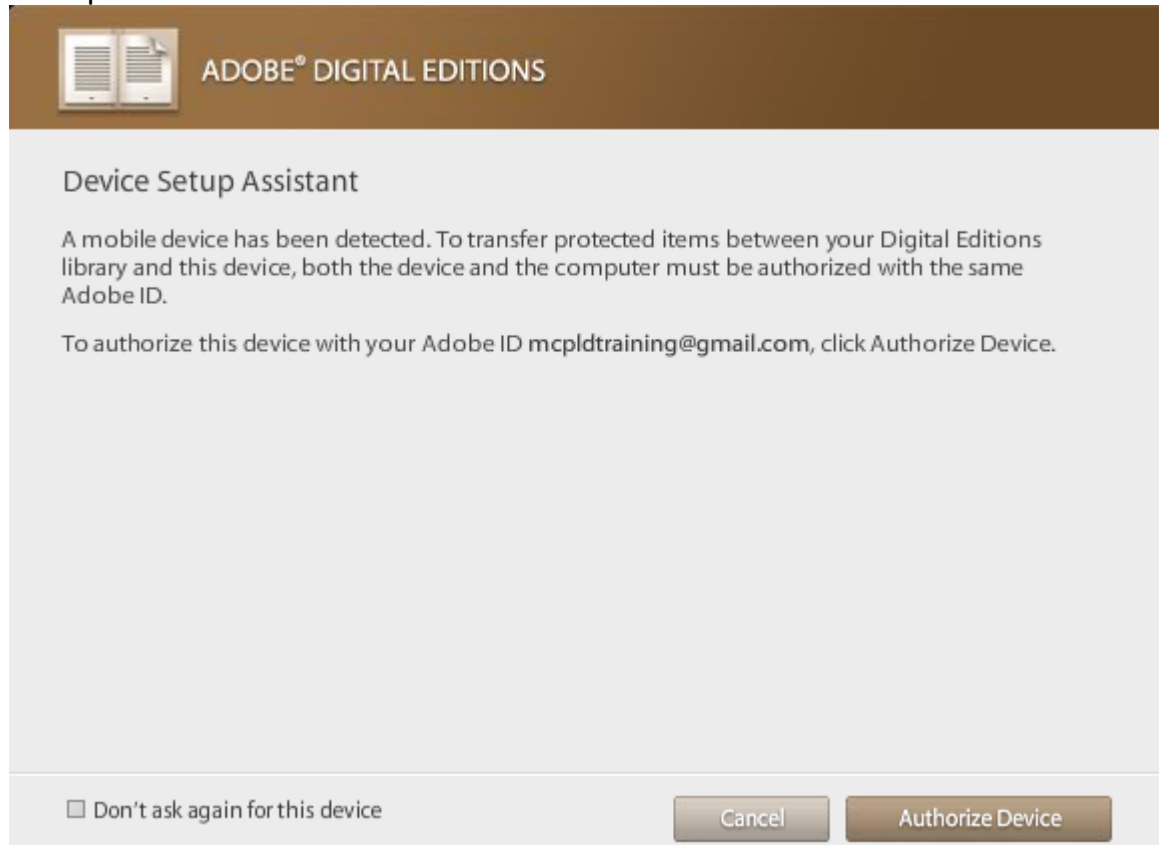 ADOBE® DIGITAL EDITIONS
Device Setup Assistant
A mobile device has been detected. To transfer protected items between your Digital Editions
library and this device, both the device and the computer must be authorized with the same
Adobe ID.
To authorize this device with your Adobe ID mcpldtraining@gmail.com, click Authorize Device.
Don't ask again for this device
Cancel
Authorize Device